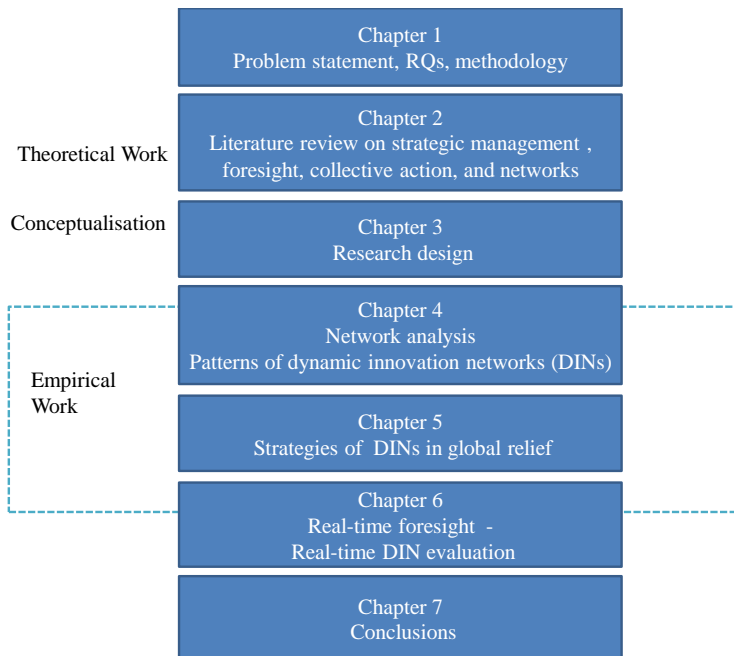 Chapter 1
Problem statement, RQs, methodology
Theoretical Work
Chapter 2
Literature review on strategic management ,
foresight, collective action, and networks
Conceptualisation
Chapter 3
Research design
Chapter 4
Network analysis
Patterns of dynamic innovation networks (DINs)
Empirical
Work
Chapter 5
Strategies of DINs in global relief
Chapter 6
Real-time foresight -
Real-time DIN evaluation
Chapter 7
Conclusions